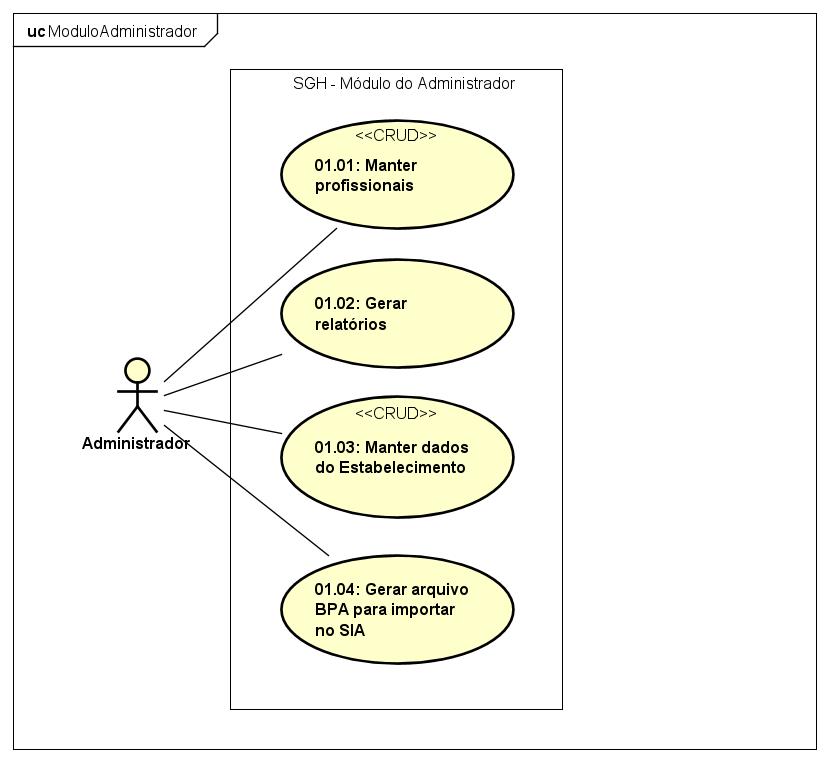 uc ModuloAdministrador
SGH - Módulo do Administrador
<<CRUD>>
01.01: Manter
profissionais
01.02: Gerar
relatórios
<<CRUD>>
01.03: Manter dados
do Estabelecimento
01.04: Gerar arquivo
BPA para importar
no SIA
Administrador